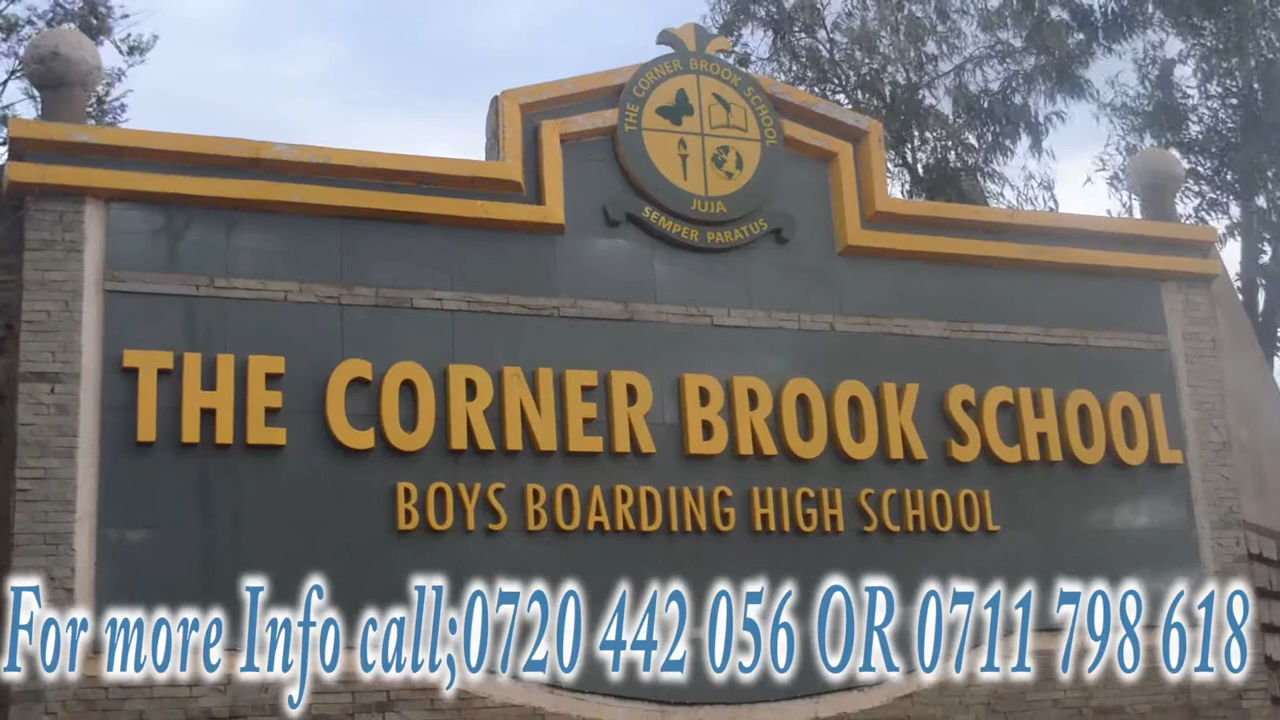 THE CORNER BROOK SCHOOL
JUJA
SEMPER PARATUS
THE CORNER BROOK SCHOOL
BOYS BOARDING HIGH SCHOOL
For more Info call;0720 442 056 OR 0711 798 618